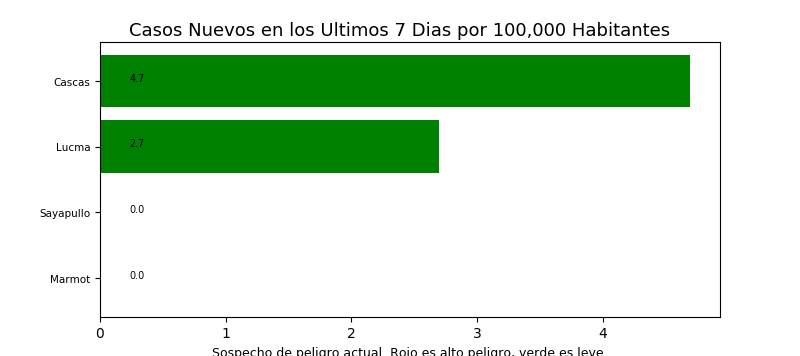 Casos Nuevos en los Ultimos 7 Dias por 100,000 Habitantes
Cascas 4.7
Lucma 2.7
Sayapullo 0.0
Marmot 0.0
0 1 2 3 4
Sospecho de peligro actual. Rojo es alto peligro, verde es leve